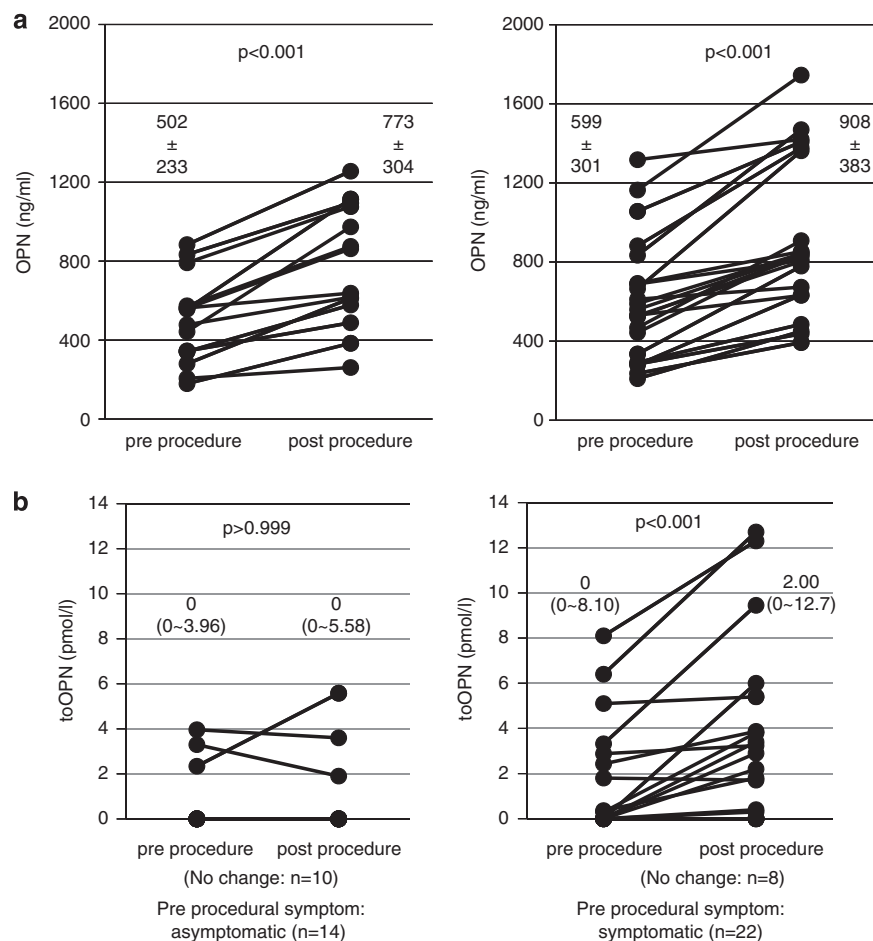 a
2000
1600
1200
800
400
0
OPN (ng/ml)
p<0.001
502
±
233
773
±
304
pre procedure post procedure
2000
1600
1200
800
400
0
OPN (ng/ml)
p<0.001
599
±
301
908
±
383
pre procedure post procedure
b
14
12
10
8
6
4
2
0
toOPN (pmol/l)
p>0.999
0
(0~3.96)
0
(0~5.58)
pre procedure post procedure
(No change: n=10)
Pre procedural symptom:
asymptomatic (n=14)
14
12
10
8
6
4
2
0
toOPN (pmol/l)
p<0.001
0
(0~8.10)
2.00
(0~12.7)
pre procedure post procedure
(No change: n=8)
Pre procedural symptom:
symptomatic (n=22)